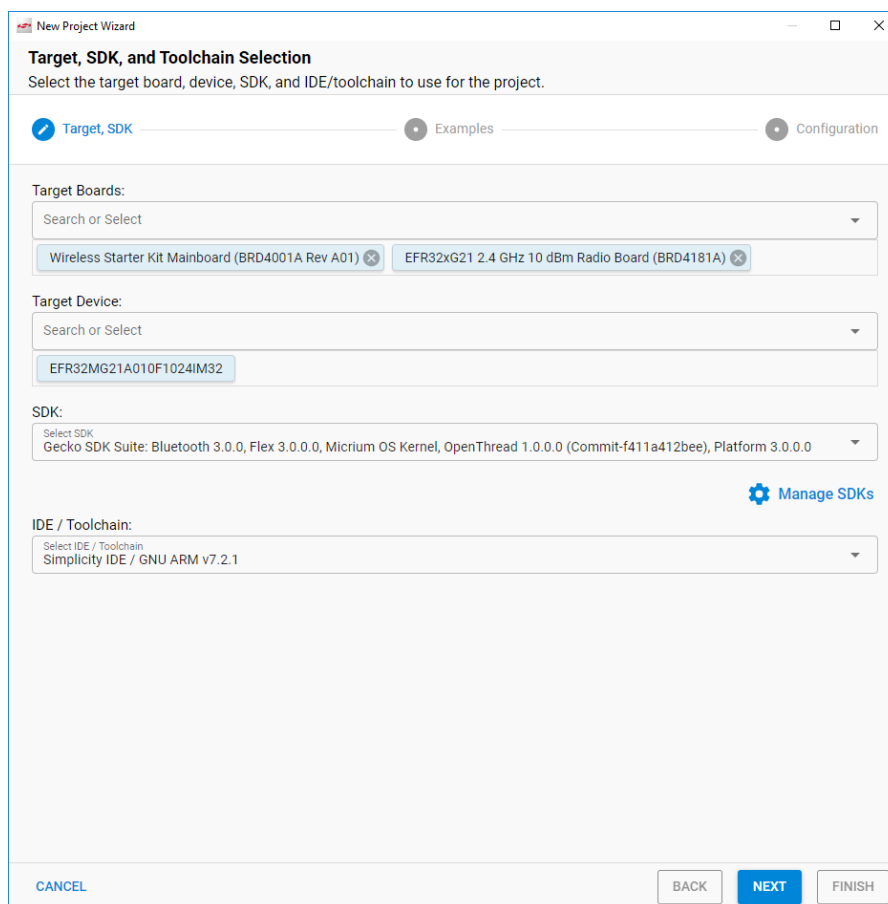 New Project Wizard
Target, SDK, and Toolchain Selection
Select the target board, device, SDK, and IDE/toolchain to use for the project.
Target, SDK
Examples
Configuration
Target Boards:
Search or Select
Wireless Starter Kit Mainboard (BRD4001A Rev A01)
EFR32xG21 2.4 GHz 10 dBm Radio Board (BRD4181A)
Target Device:
Search or Select
EFR32MG21A010F1024IM32
SDK:
Select SDK
Gecko SDK Suite: Bluetooth 3.0.0, Flex 3.0.0.0, Micrium OS Kernel, OpenThread 1.0.0.0 (Commit-f411a412bee), Platform 3.0.0.0
Manage SDKs
IDE / Toolchain:
Select IDE / Toolchain
Simplicity IDE / GNU ARM v7.2.1
CANCEL
BACK
NEXT
FINISH